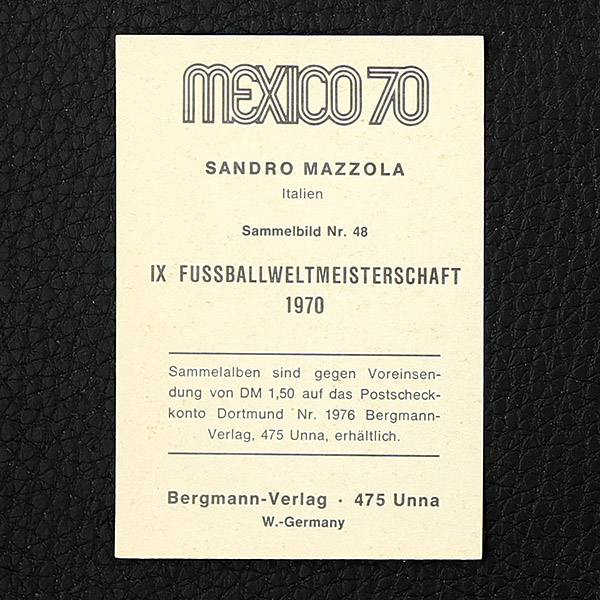 MEXICO 70
SANDRO MAZZOLA
Italien
Sammelbild Nr. 48
IX FUSSBALLWELTMEISTERSCHAFT
1970
Sammelalben sind gegen Voreinsen-
dung von DM 1,50 auf das Postscheck-
konto Dortmund Nr. 1976 Bergmann-
Verlag, 475 Unna, erhältlich.
Bergmann-Verlag · 475 Unna
W.-Germany